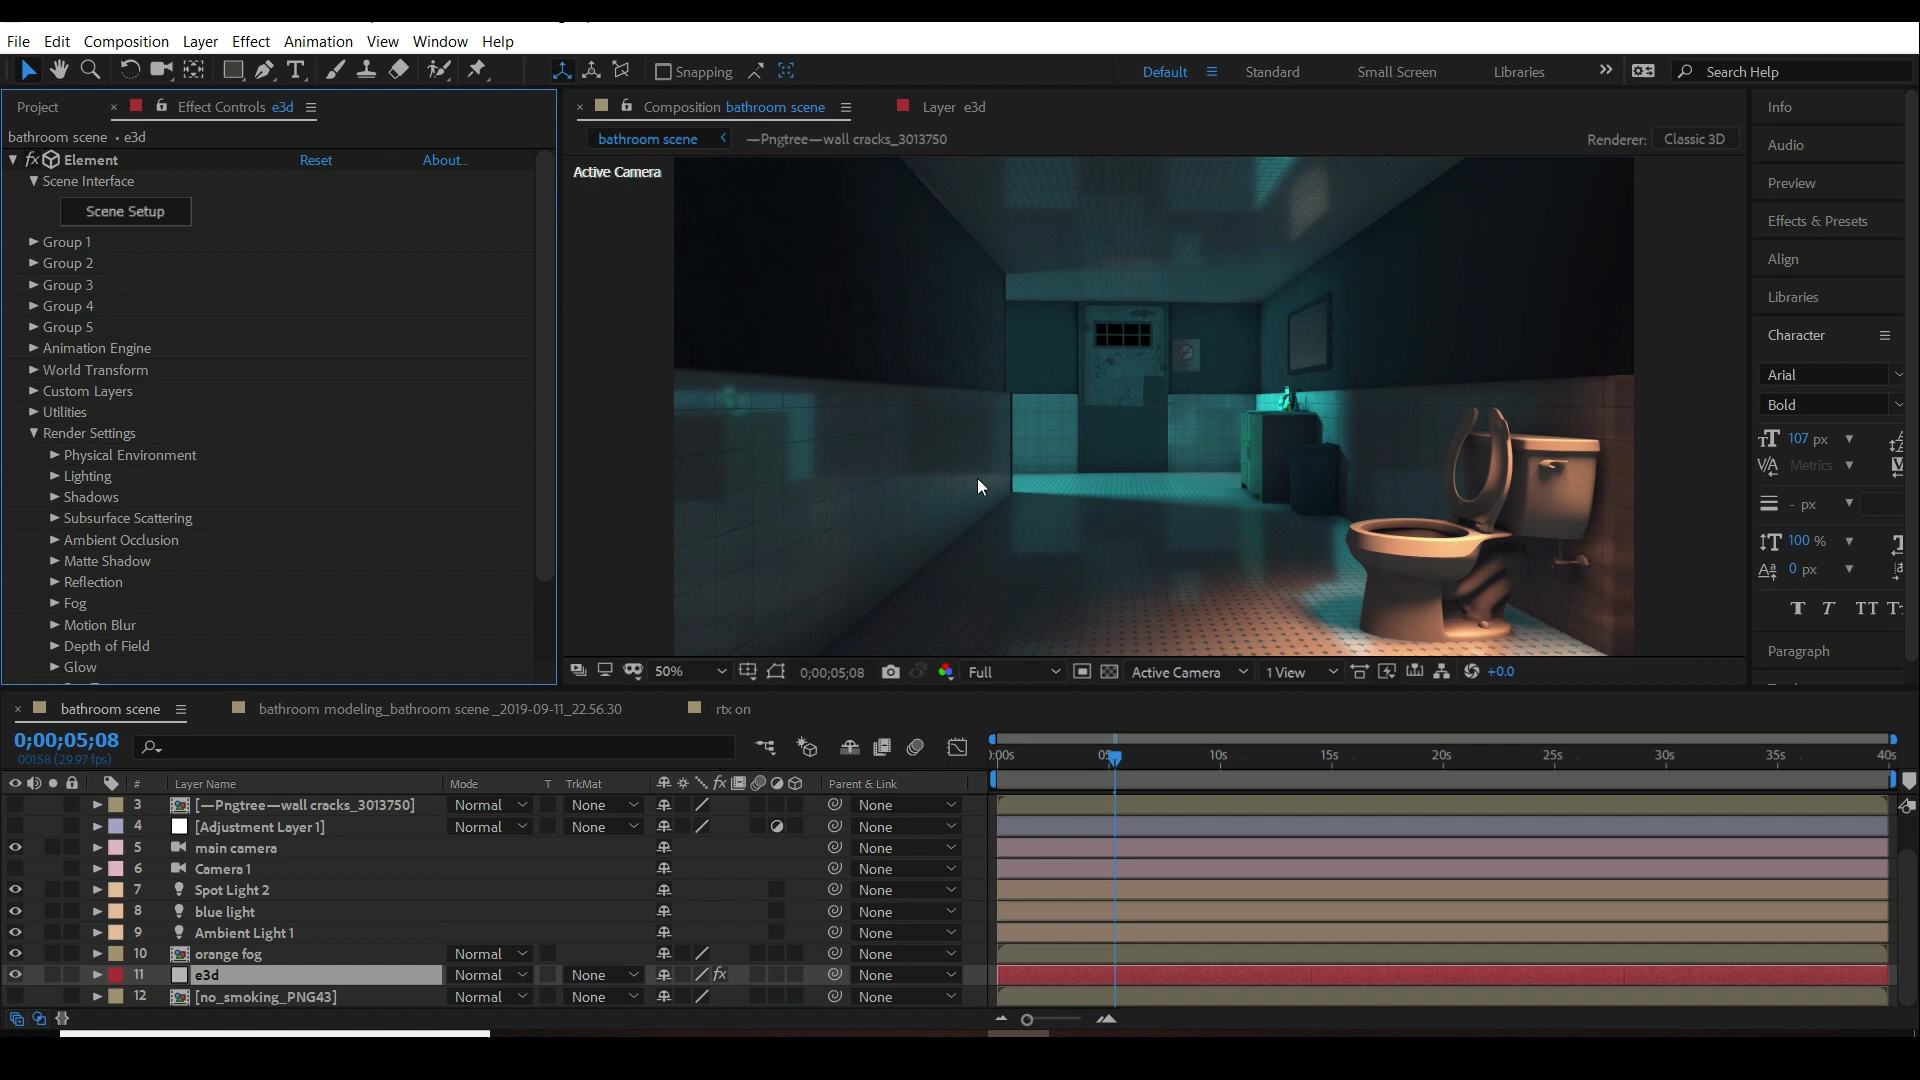 File Edit Composition Layer Effect Animation View Window Help
Snapping Default Standard Small Screen Libraries Search Help
Project Effect Controls e3d
bathroom scene • e3d
Element Reset About...
Scene Interface
Scene Setup
Group 1
Group 2
Group 3
Group 4
Group 5
Animation Engine
World Transform
Custom Layers
Utilities
Render Settings
Physical Environment
Lighting
Shadows
Subsurface Scattering
Ambient Occlusion
Matte Shadow
Reflection
Fog
Motion Blur
Depth of Field
Glow
Composition bathroom scene Layer e3d
bathroom scene —Pngtree—wall cracks_3013750 Renderer: Classic 3D
Active Camera
50% 0;00;05;08 Full Active Camera 1 View +0.0
Info
Audio
Preview
Effects & Presets
Align
Libraries
Character
Arial
Bold
107 px
Metrics
- px
100 %
0 px
T T TT
Paragraph
bathroom scene bathroom modeling_bathroom scene _2019-09-11_22.56.30 rtx on
0;00;05;08
00158 (29.97 fps)
05 10s 15s 20s 25s 30s 35s 40s
# Layer Name Mode T TrkMat Parent & Link
3 [—Pngtree—wall cracks_3013750] Normal None None
4 [Adjustment Layer 1] Normal None None
5 main camera None
6 Camera 1 None
7 Spot Light 2 None
8 blue light None
9 Ambient Light 1 None
10 orange fog Normal None
11 e3d Normal None None
12 [no_smoking_PNG43] Normal None None